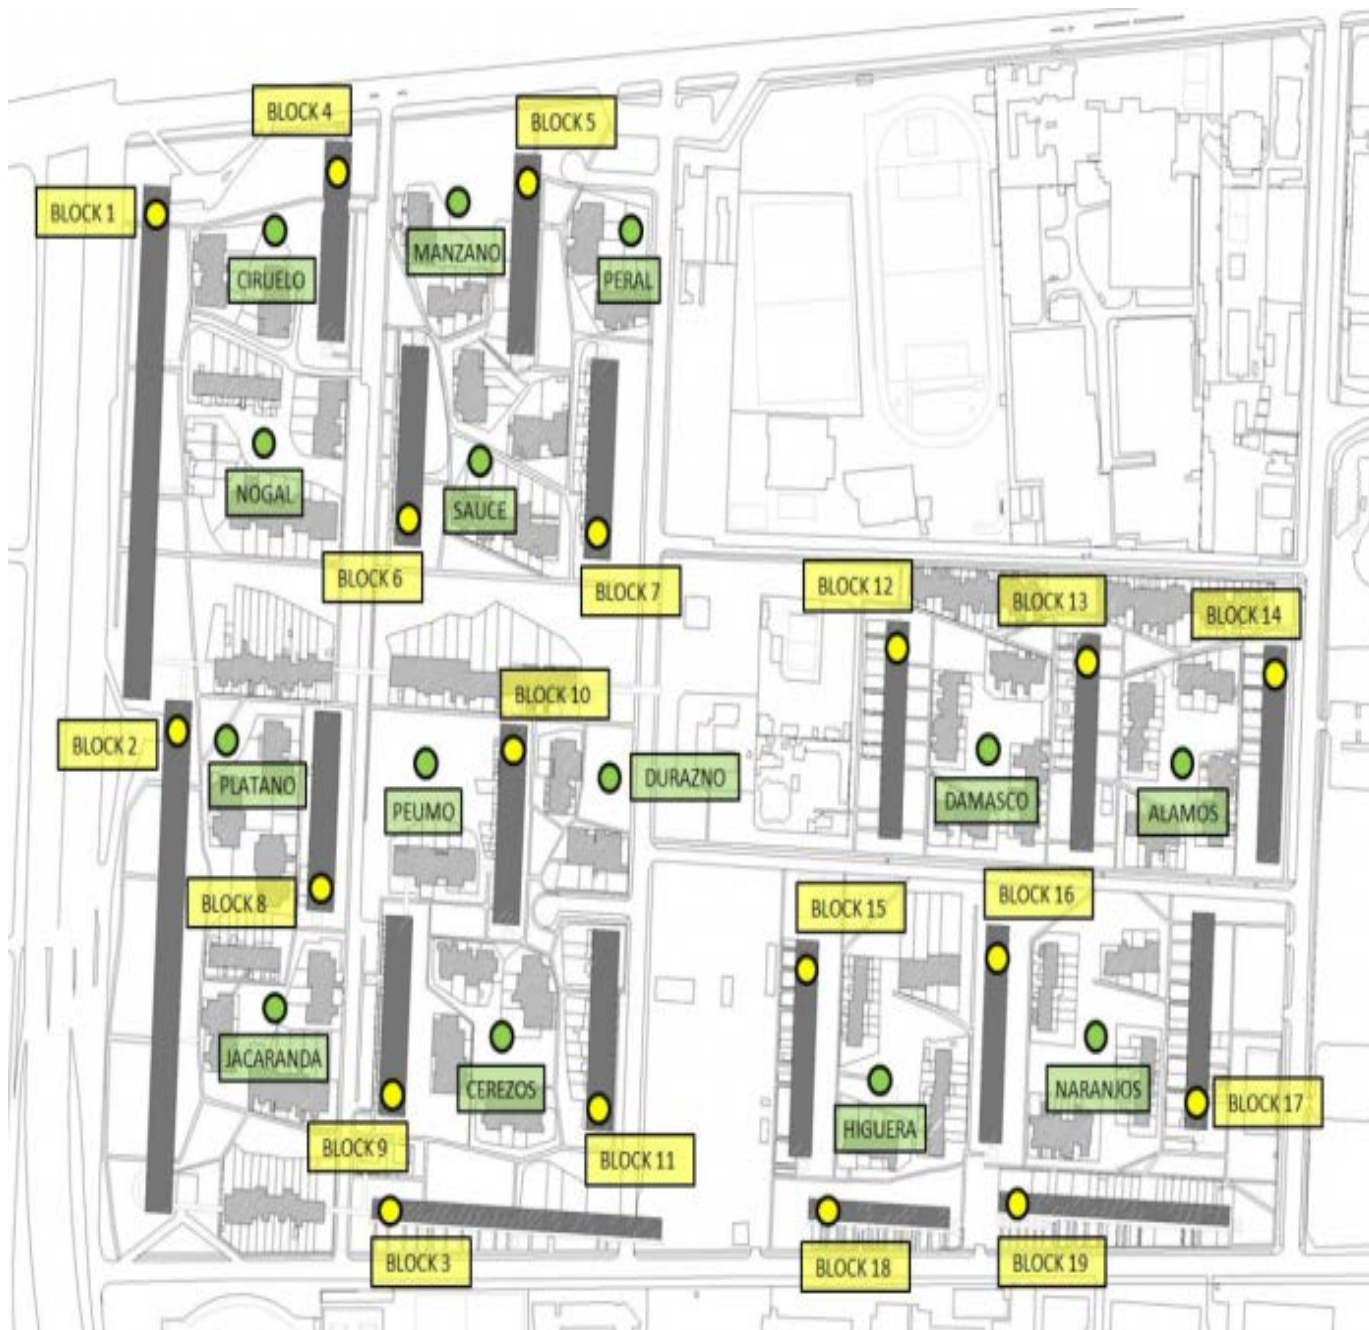 BLOCK 4
BLOCK 5
BLOCK 1
MANZANO
CIRUELO
PERAL
NOGAL
SAUCE
BLOCK 6
BLOCK 7
BLOCK 12
BLOCK 13
BLOCK 14
BLOCK 10
BLOCK 2
PLATANO
DURAZNO
PEUMO
DAMASCO
ALAMOS
BLOCK 8
BLOCK 15
BLOCK 16
JACARANDA
CEREZOS
NARANJOS
BLOCK 17
HIGUERA
BLOCK 9
BLOCK 11
BLOCK 3
BLOCK 18
BLOCK 19